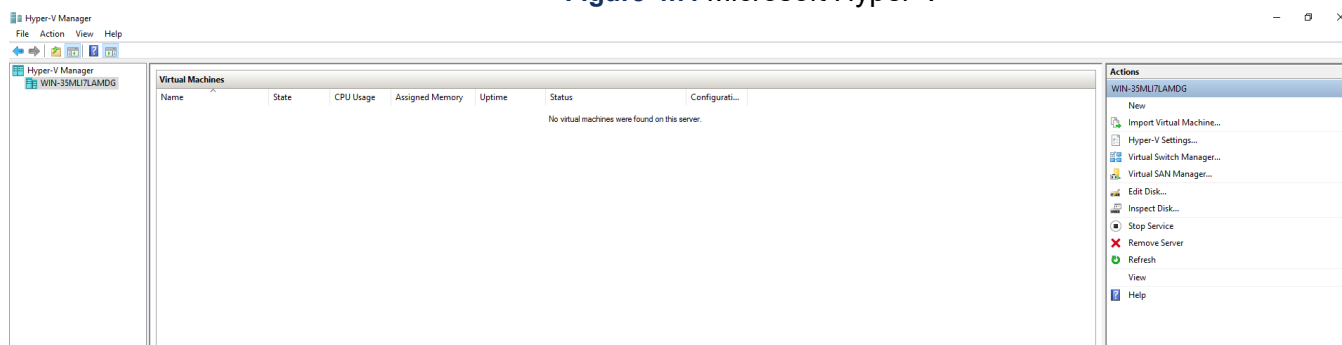 Hyper-V Manager
File Action View Help
Hyper-V Manager
WIN-35MLI7LAMDG
Virtual Machines
Name State CPU Usage Assigned Memory Uptime Status Configurati...
No virtual machines were found on this server.
Actions
WIN-35MLI7LAMDG
New
Import Virtual Machine...
Hyper-V Settings...
Virtual Switch Manager...
Virtual SAN Manager...
Edit Disk...
Inspect Disk...
Stop Service
Remove Server
Refresh
View
Help